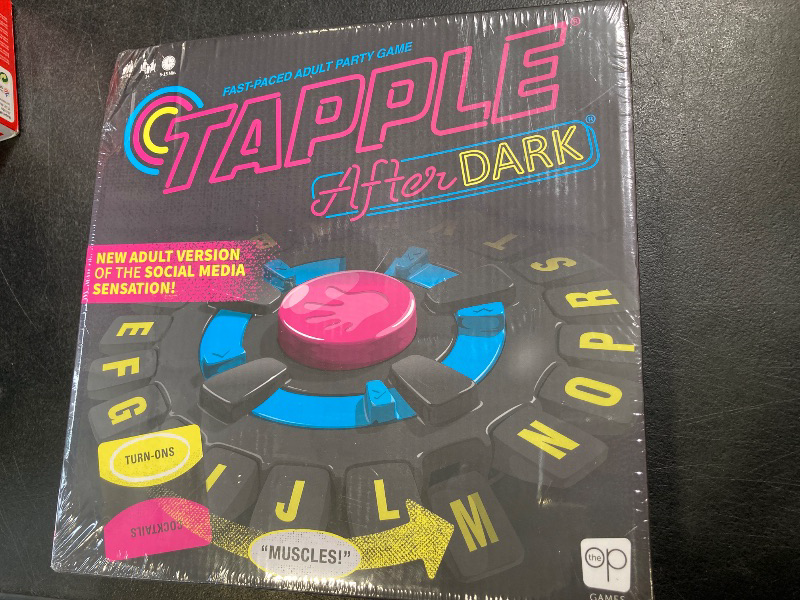 FAST-PACED ADULT PARTY GAME
TAPPLE®
After DARK®
NEW ADULT VERSION
OF THE SOCIAL MEDIA
SENSATION!
T
S
R
P
O
N
E
F
G
I
J
L
M
TURN-ONS
COCKTAILS
"MUSCLES!"
the op
GAMES